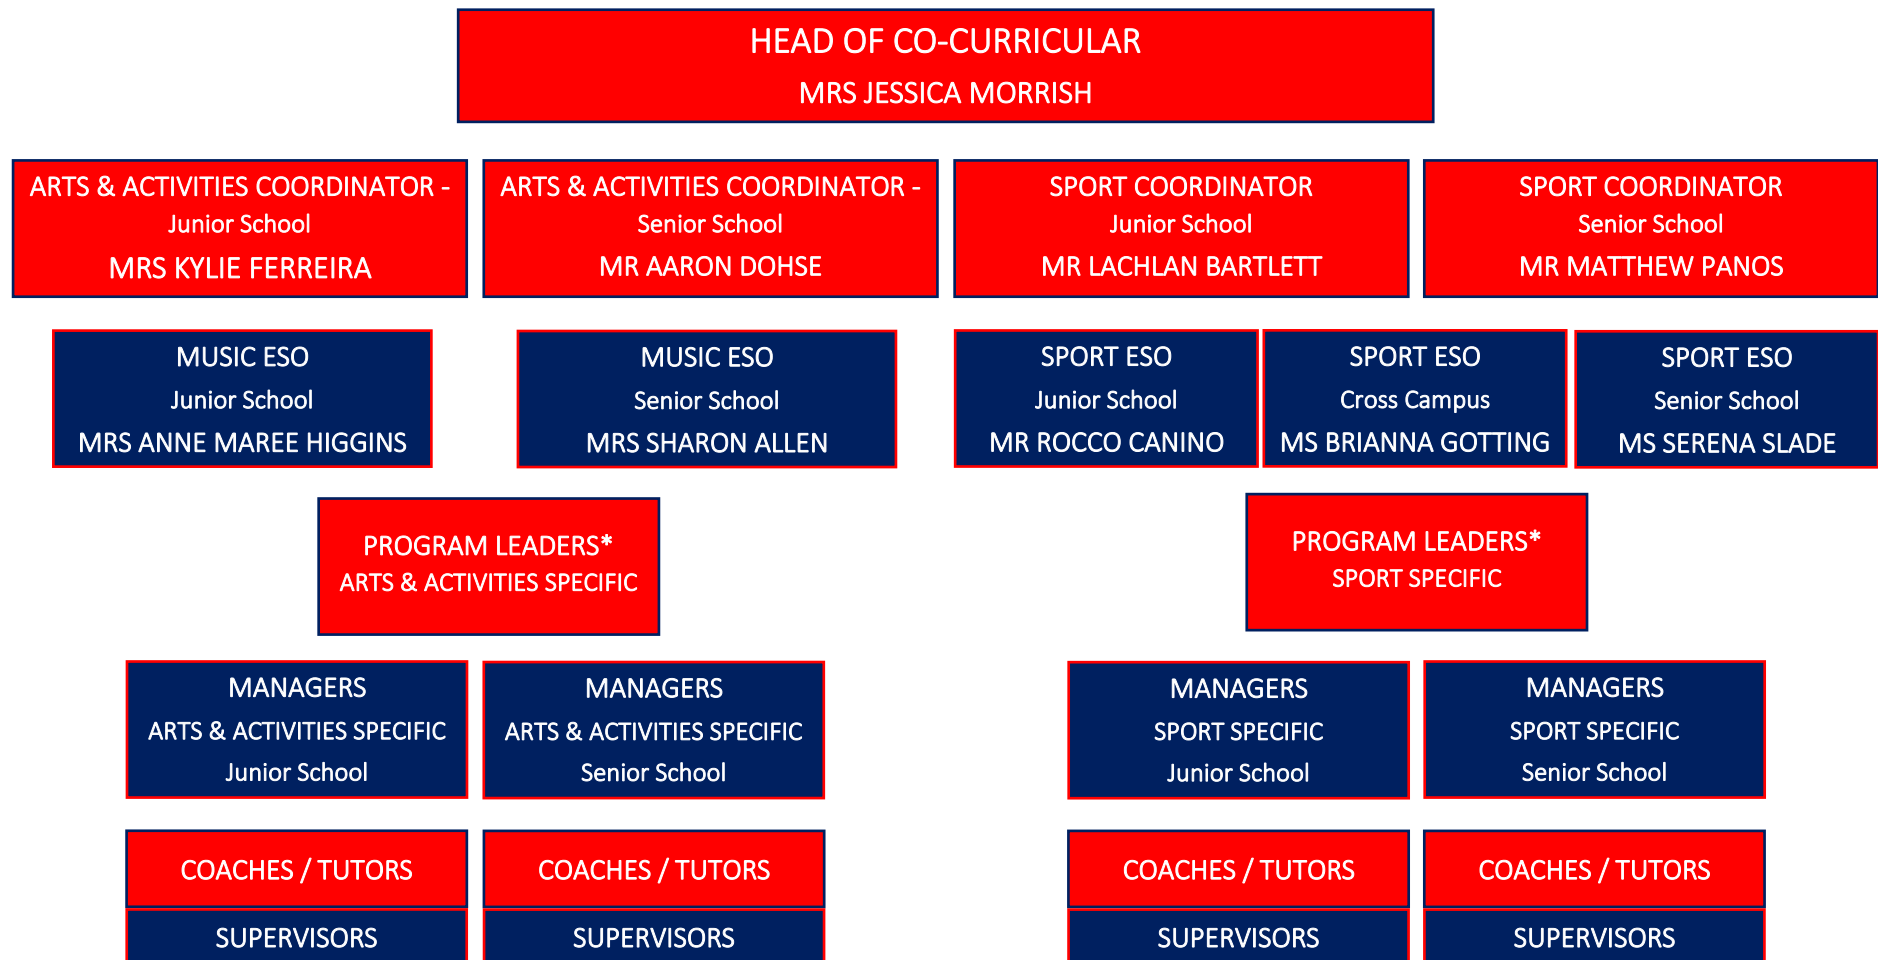 HEAD OF CO-CURRICULAR
MRS JESSICA MORRISH
ARTS & ACTIVITIES COORDINATOR -
Junior School
MRS KYLIE FERREIRA
ARTS & ACTIVITIES COORDINATOR -
Senior School
MR AARON DOHSE
SPORT COORDINATOR
Junior School
MR LACHLAN BARTLETT
SPORT COORDINATOR
Senior School
MR MATTHEW PANOS
MUSIC ESO
Junior School
MRS ANNE MAREE HIGGINS
MUSIC ESO
Senior School
MRS SHARON ALLEN
SPORT ESO
Junior School
MR ROCCO CANINO
SPORT ESO
Cross Campus
MS BRIANNA GOTTING
SPORT ESO
Senior School
MS SERENA SLADE
PROGRAM LEADERS*
ARTS & ACTIVITIES SPECIFIC
PROGRAM LEADERS*
SPORT SPECIFIC
MANAGERS
ARTS & ACTIVITIES SPECIFIC
Junior School
MANAGERS
ARTS & ACTIVITIES SPECIFIC
Senior School
MANAGERS
SPORT SPECIFIC
Junior School
MANAGERS
SPORT SPECIFIC
Senior School
COACHES / TUTORS
COACHES / TUTORS
COACHES / TUTORS
COACHES / TUTORS
SUPERVISORS
SUPERVISORS
SUPERVISORS
SUPERVISORS